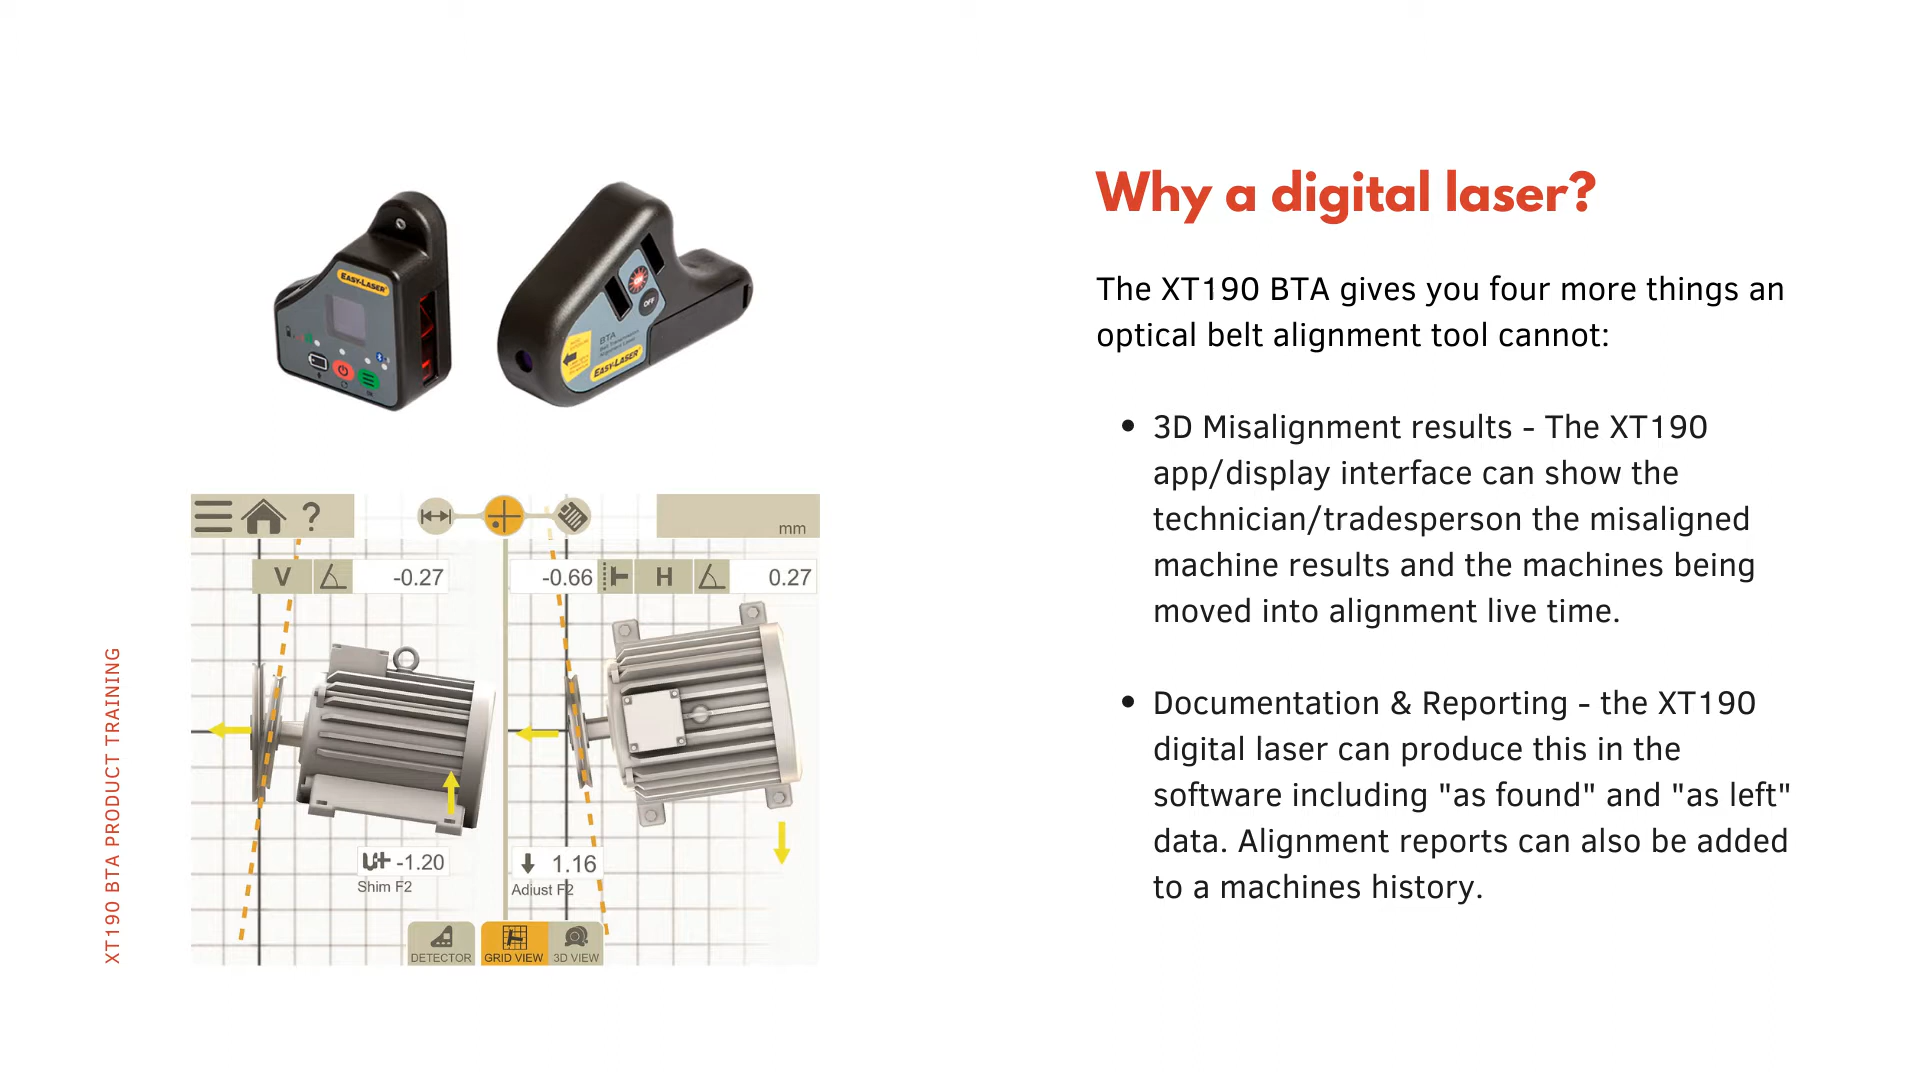 Why a digital laser?
The XT190 BTA gives you four more things an
optical belt alignment tool cannot:
• 3D Misalignment results - The XT190
app/display interface can show the
technician/tradesperson the misaligned
machine results and the machines being
moved into alignment live time.
• Documentation & Reporting - the XT190
digital laser can produce this in the
software including "as found" and "as left"
data. Alignment reports can also be added
to a machines history.
XT190 BTA PRODUCT TRAINING
EASY-LASER
OFF
BTA
EASY-LASER
?
mm
V
-0.27
-0.66
H
0.27
-1.20
Shim F2
1.16
Adjust F2
DETECTOR
GRID VIEW
3D VIEW